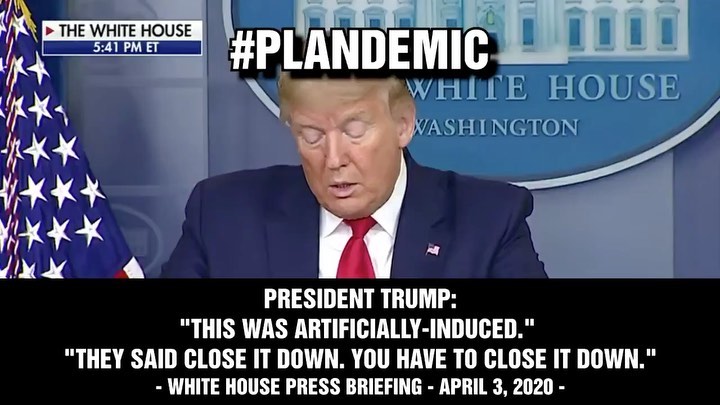 THE WHITE HOUSE
5:41 PM ET
#PLANDEMIC
WHITE HOUSE
WASHINGTON
PRESIDENT TRUMP:
"THIS WAS ARTIFICIALLY-INDUCED."
"THEY SAID CLOSE IT DOWN. YOU HAVE TO CLOSE IT DOWN."
- WHITE HOUSE PRESS BRIEFING - APRIL 3, 2020 -